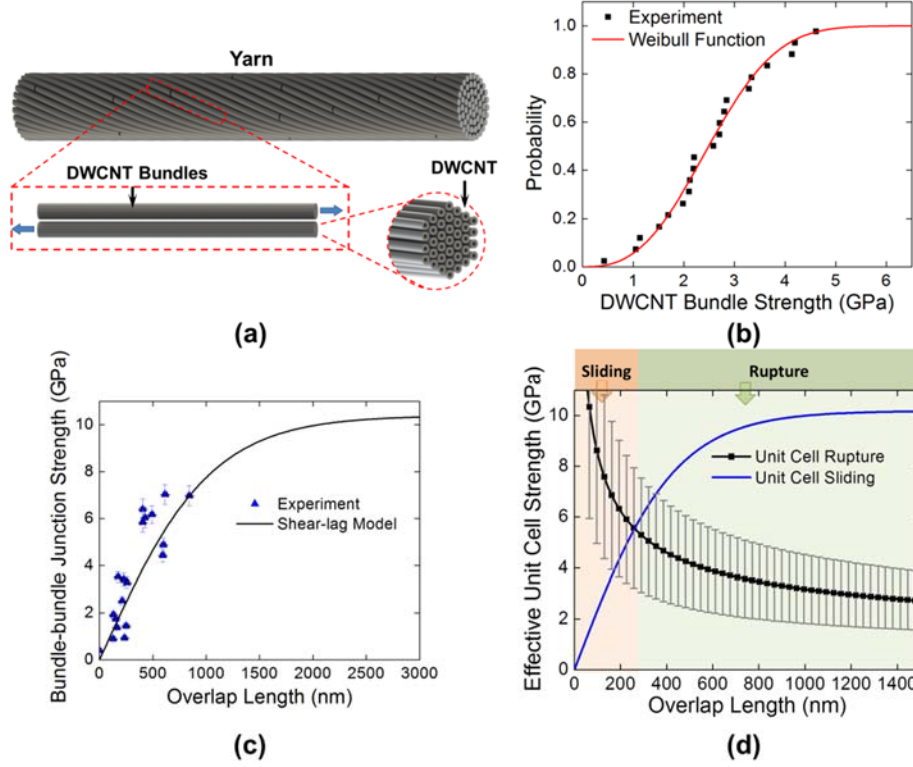 Yarn
DWCNT Bundles
DWCNT
(a)
1.0
0.8
0.6
0.4
0.2
0.0
Probability
Experiment
Weibull Function
0 1 2 3 4 5 6
DWCNT Bundle Strength (GPa)
(b)
10
8
6
4
2
0
Bundle-bundle Junction Strength (GPa)
Experiment
Shear-lag Model
0 500 1000 1500 2000 2500 3000
Overlap Length (nm)
(c)
Sliding Rupture
10
8
6
4
2
0
Effective Unit Cell Strength (GPa)
Unit Cell Rupture
Unit Cell Sliding
0 200 400 600 800 1000 1200 1400
Overlap Length (nm)
(d)